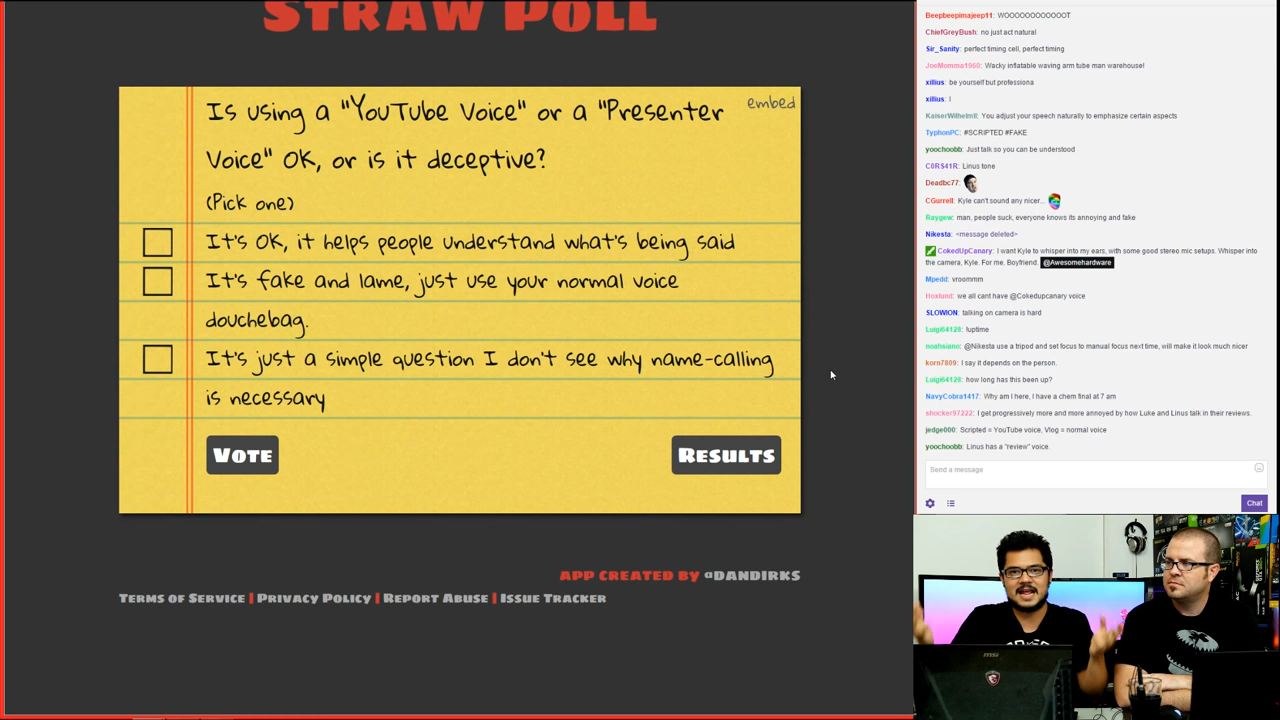 STRAW POLL
embed
Is using a "YouTube Voice" or a "Presenter
Voice" OK, or is it deceptive?
(Pick one)
It's OK, it helps people understand what's being said
It's fake and lame, just use your normal voice
douchebag.
It's just a simple question I don't see why name-calling
is necessary
VOTE
RESULTS
APP CREATED BY @DANDIRKS
TERMS OF SERVICE | PRIVACY POLICY | REPORT ABUSE | ISSUE TRACKER
Beepbeepimajeep11: WOOOOOOOOOOOOT
ChiefGreyBush: no just act natural
Sir_Sanity: perfect timing cell, perfect timing
JoeMomma1960: Wacky inflatable waving arm tube man warehouse!
xillius: be yourself but professiona
xillius: l
KaiserWilhelmII: You adjust your speech naturally to emphasize certain aspects
TyphonPC: #SCRIPTED #FAKE
yoochoobb: Just talk so you can be understood
C0RS41R: Linus tone
Deadbc77:
CGurrell: Kyle can't sound any nicer...
Raygew: man, people suck, everyone knows its annoying and fake
Nikesta: <message deleted>
CokedUpCanary: I want Kyle to whisper into my ears, with some good stereo mic setups. Whisper into
the camera, Kyle. For me. Boyfriend. @Awesomehardware
Mpedd: vroommm
Hoxlund: we all cant have @Cokedupcanary voice
SLOWION: talking on camera is hard
Luigi64128: !uptime
noahsiano: @Nikesta use a tripod and set focus to manual focus next time, will make it look much nicer
korn7809: I say it depends on the person.
Luigi64128: how long has this been up?
NavyCobra1417: Why am I here, I have a chem final at 7 am
shocker97222: I get progressively more and more annoyed by how Luke and Linus talk in their reviews.
jedge000: Scripted = YouTube voice, Vlog = normal voice
yoochoobb: Linus has a "review" voice.
Send a message
Chat
msi